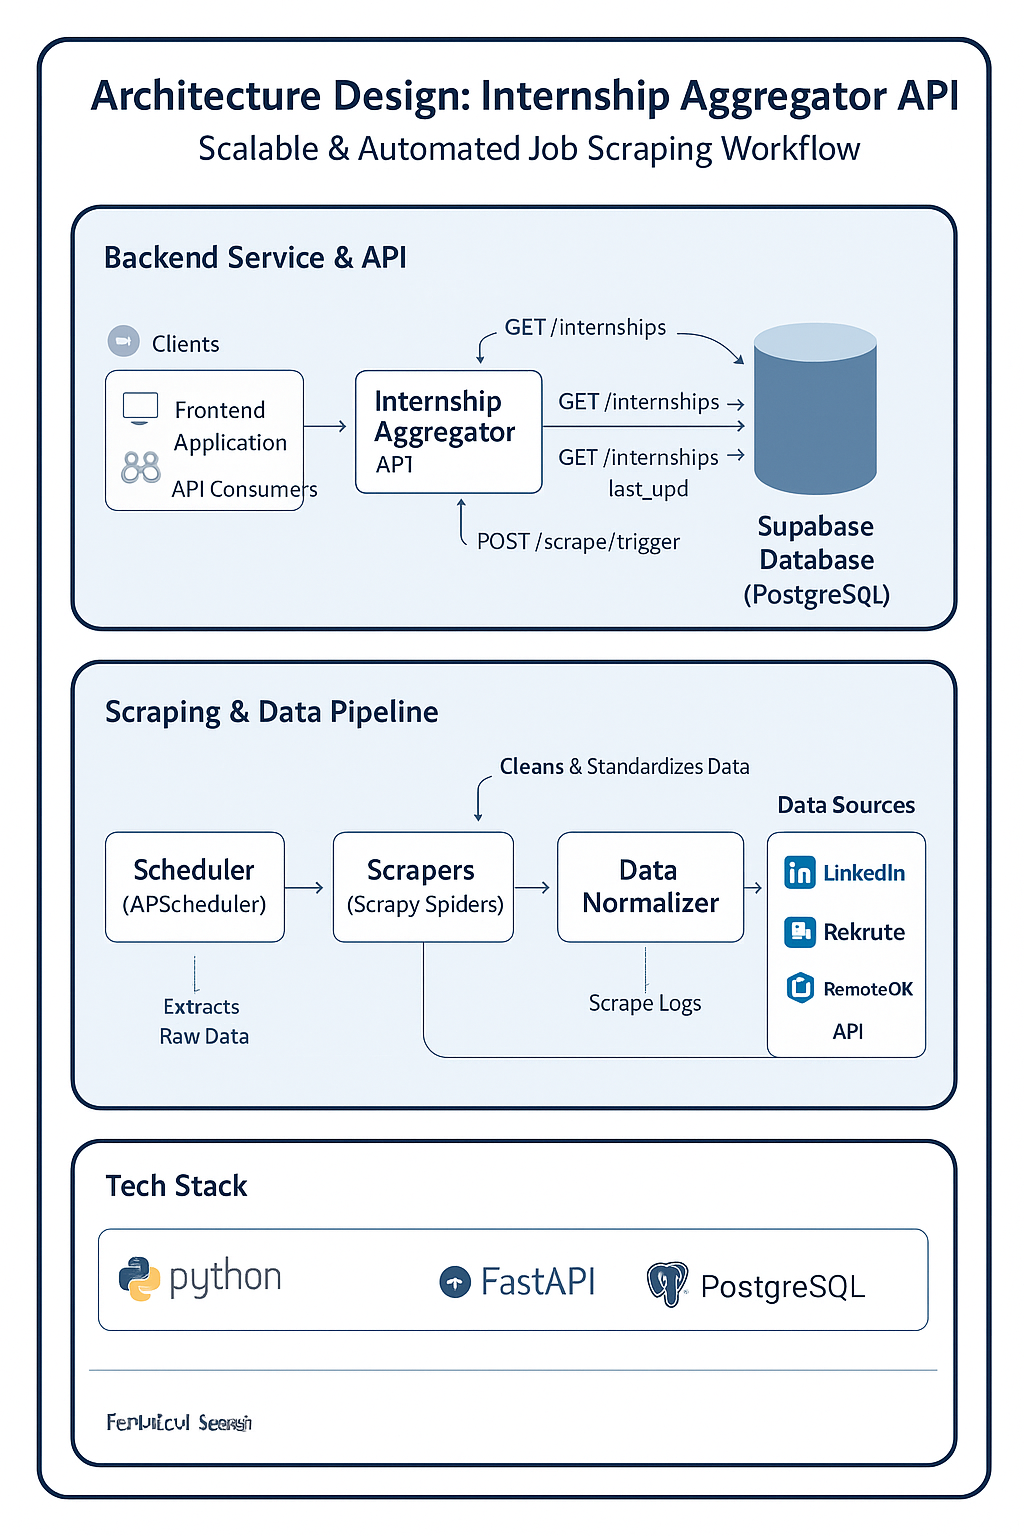 Architecture Design: Internship Aggregator API
Scalable & Automated Job Scraping Workflow
Backend Service & API
Clients
Frontend
Application
API Consumers
GET /internships
Internship
Aggregator
API
GET /internships
GET /internships
last_upd
POST /scrape/trigger
Supabase
Database
(PostgreSQL)
Scraping & Data Pipeline
Cleans & Standardizes Data
Data Sources
Scheduler
(APScheduler)
Scrapers
(Scrapy Spiders)
Data
Normalizer
in LinkedIn
Rekrute
RemoteOK
API
Extracts
Raw Data
Scrape Logs
Tech Stack
python
FastAPI
PostgreSQL